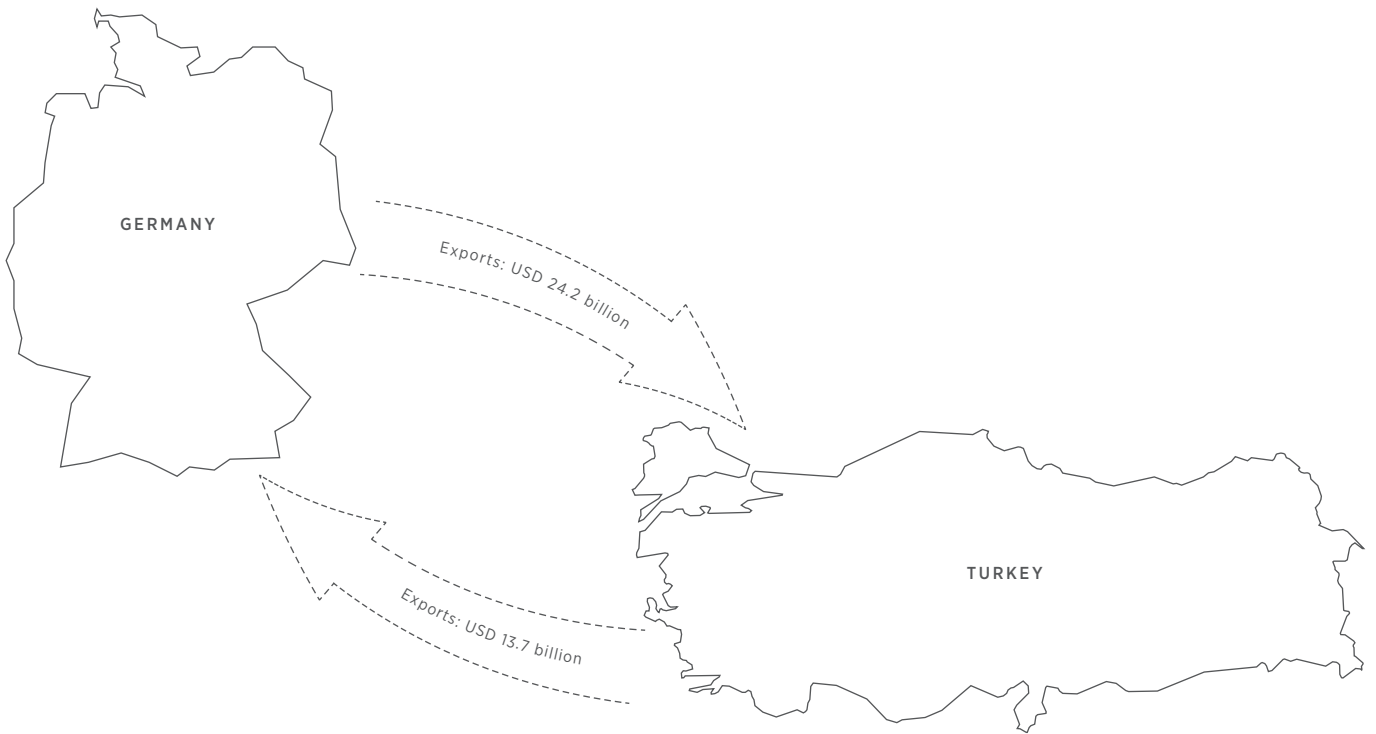 GERMANY
Exports: USD 24.2 billion
TURKEY
Exports: USD 13.7 billion